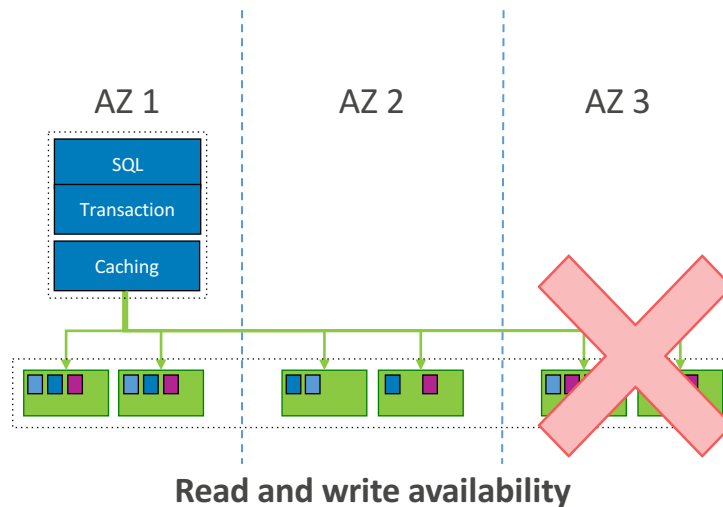 AZ 1
AZ 2
AZ 3
SQL
Transaction
Caching
Read and write availability